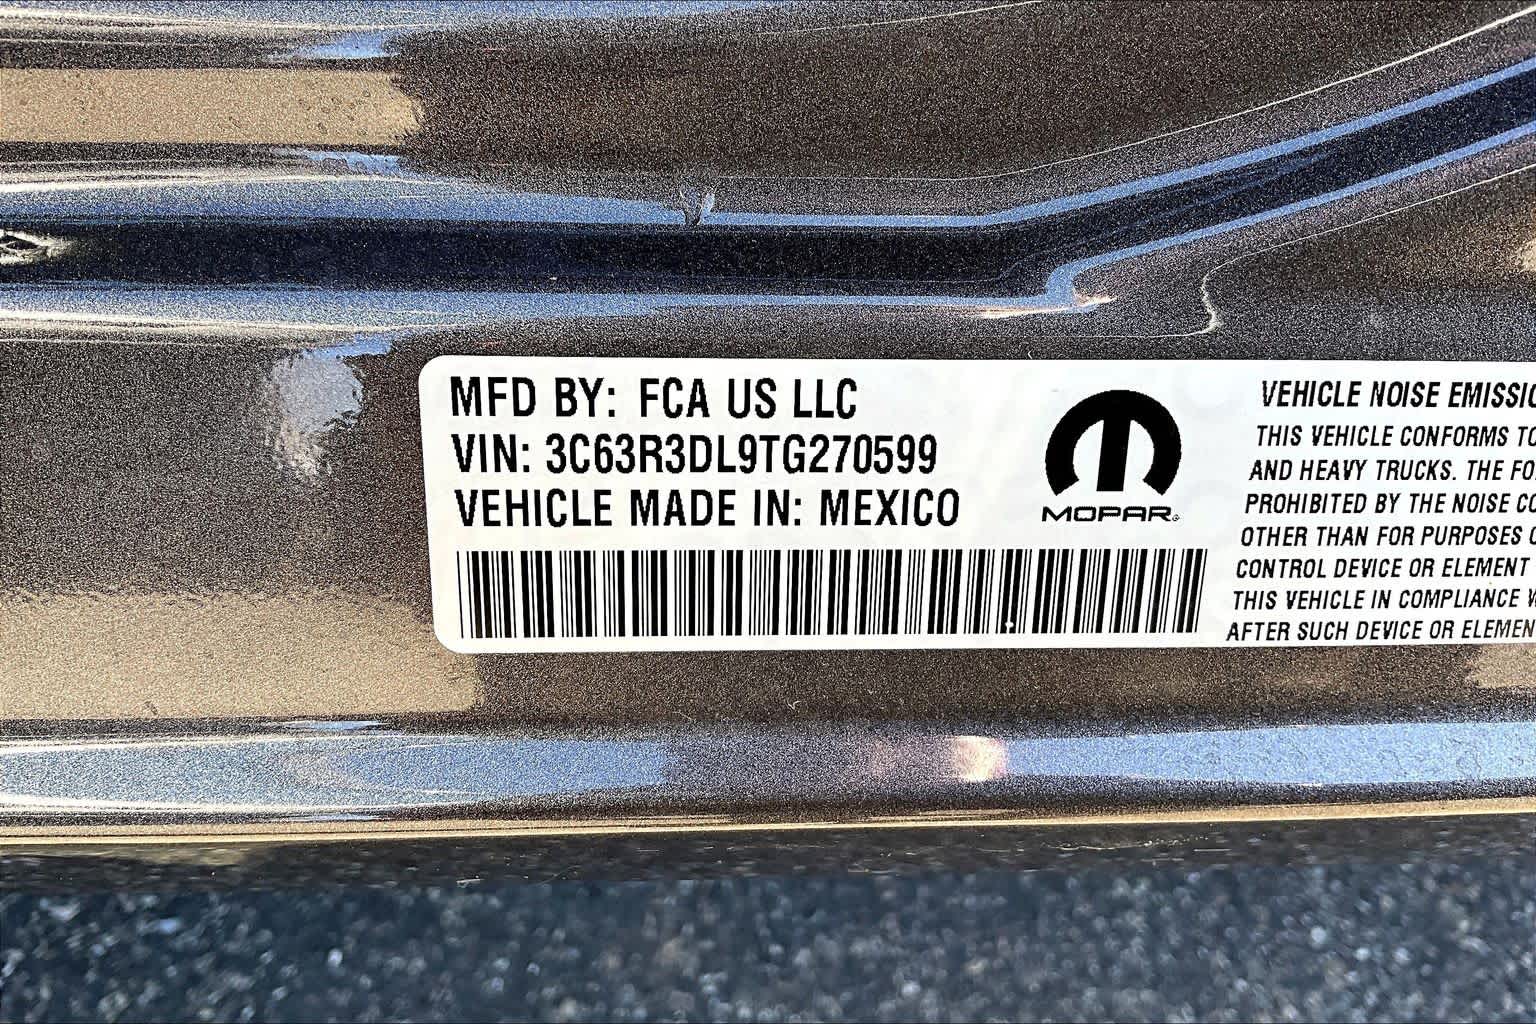 MFD BY: FCA US LLC
VIN: 3C63R3DL9TG270599
VEHICLE MADE IN: MEXICO
MOPAR
VEHICLE NOISE
THIS VEHICLE CONFORMS TO
AND HEAVY TRUCKS. THE
PROHIBITED BY THE NOISE
OTHER THAN FOR PURPOSES
CONTROL DEVICE OR ELEMENT
THIS VEHICLE IN COMPLIANCE
AFTER SUCH DEVICE OR